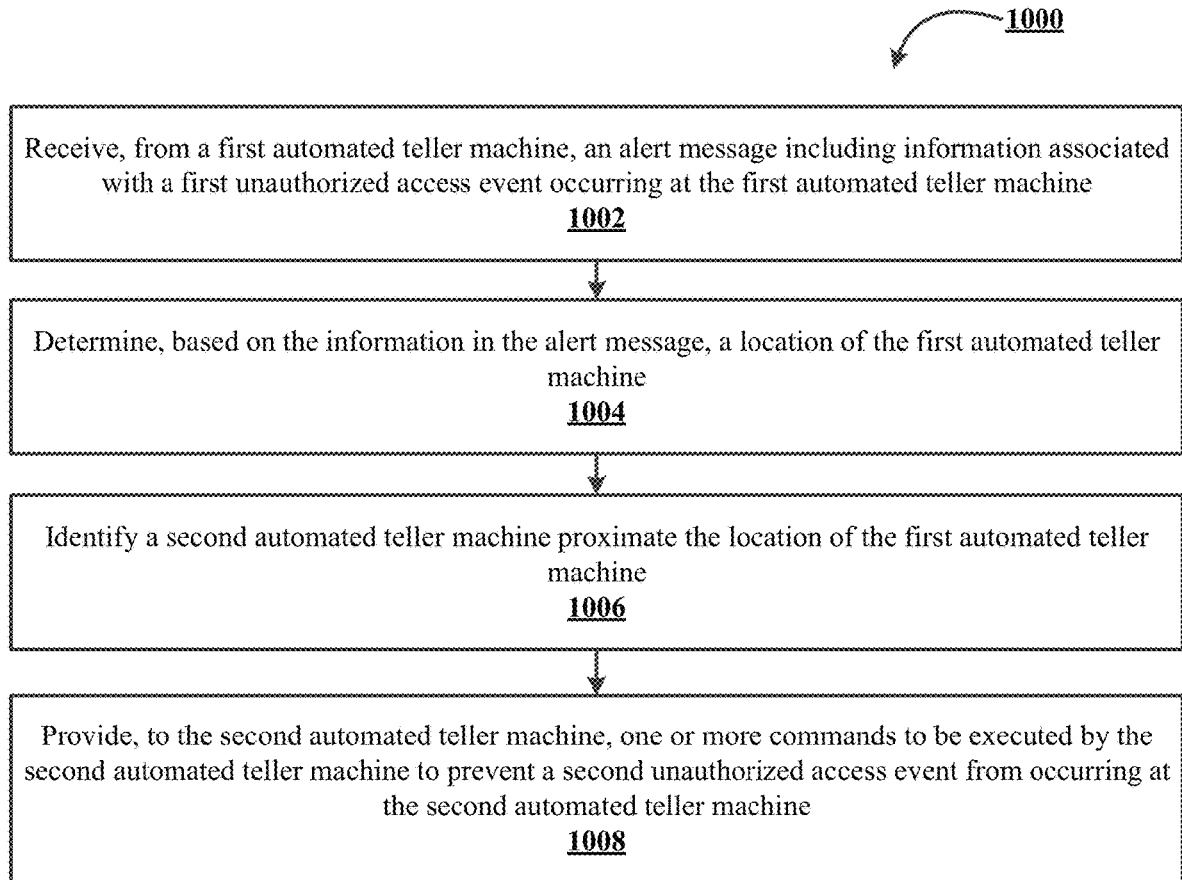 1000
Receive, from a first automated teller machine, an alert message including information associated
with a first unauthorized access event occurring at the first automated teller machine
1002
Determine, based on the information in the alert message, a location of the first automated teller
machine
1004
Identify a second automated teller machine proximate the location of the first automated teller
machine
1006
Provide, to the second automated teller machine, one or more commands to be executed by the
second automated teller machine to prevent a second unauthorized access event from occurring at
the second automated teller machine
1008